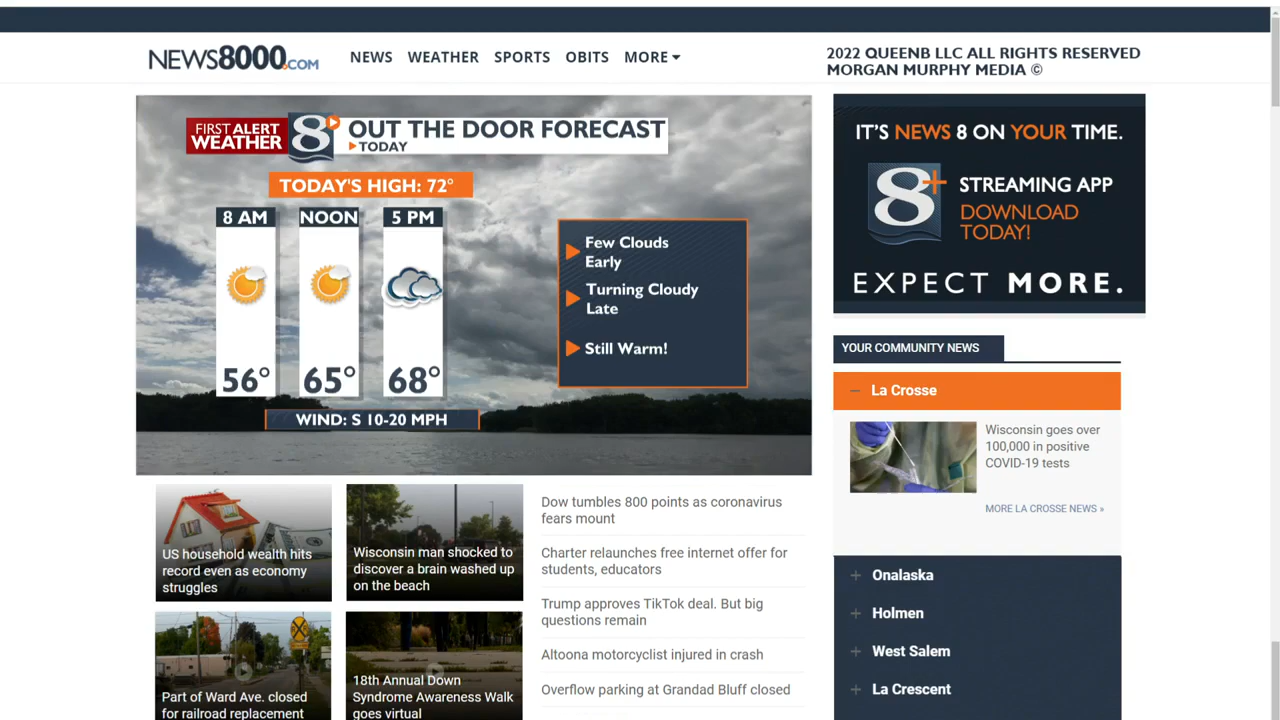 NEWS8000.COM
NEWS WEATHER SPORTS OBITS MORE
2022 QUEENB LLC ALL RIGHTS RESERVED
MORGAN MURPHY MEDIA ©
FIRST ALERT
WEATHER
8
OUT THE DOOR FORECAST
TODAY
TODAY'S HIGH: 72°
8 AM NOON 5 PM
56° 65° 68°
WIND: S 10-20 MPH
Few Clouds
Early
Turning Cloudy
Late
Still Warm!
IT'S NEWS 8 ON YOUR TIME.
8+
STREAMING APP
DOWNLOAD
TODAY!
EXPECT MORE.
YOUR COMMUNITY NEWS
La Crosse
Wisconsin goes over
100,000 in positive
COVID-19 tests
MORE LA CROSSE NEWS »
Onalaska
Holmen
West Salem
La Crescent
US household wealth hits
record even as economy
struggles
Wisconsin man shocked to
discover a brain washed up
on the beach
Part of Ward Ave. closed
for railroad replacement
18th Annual Down
Syndrome Awareness Walk
goes virtual
Dow tumbles 800 points as coronavirus
fears mount
Charter relaunches free internet offer for
students, educators
Trump approves TikTok deal. But big
questions remain
Altoona motorcyclist injured in crash
Overflow parking at Grandad Bluff closed